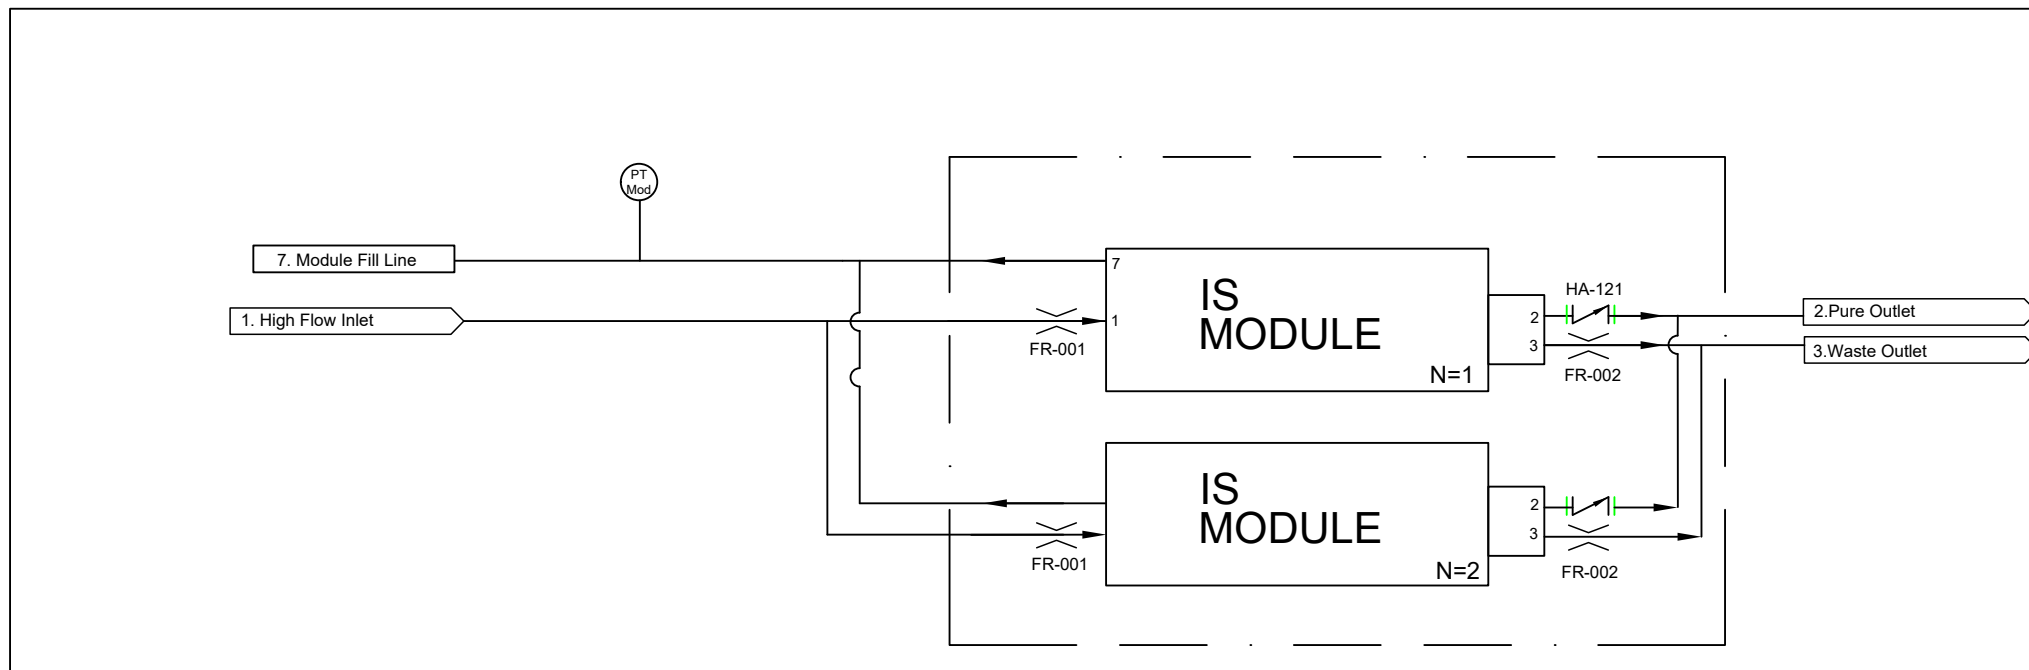 PT
Mod
7. Module Fill Line
1. High Flow Inlet
FR-001
7
1
IS
MODULE
N=1
2
3
HA-121
FR-002
2.Pure Outlet
3.Waste Outlet
FR-001
IS
MODULE
N=2
2
3
FR-002